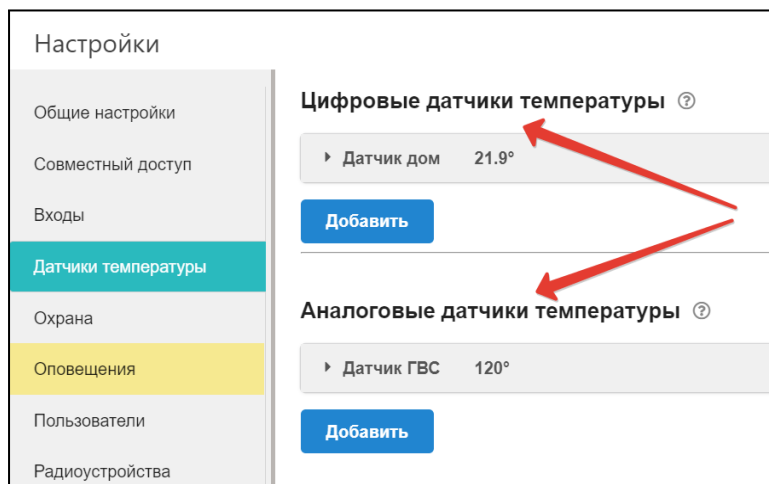 Настройки
Общие настройки
Совместный доступ
Входы
Датчики температуры
Охрана
Оповещения
Пользователи
Радиоустройства
Цифровые датчики температуры ?
Датчик дом 21.9°
Добавить
Аналоговые датчики температуры ?
Датчик ГВС 120°
Добавить